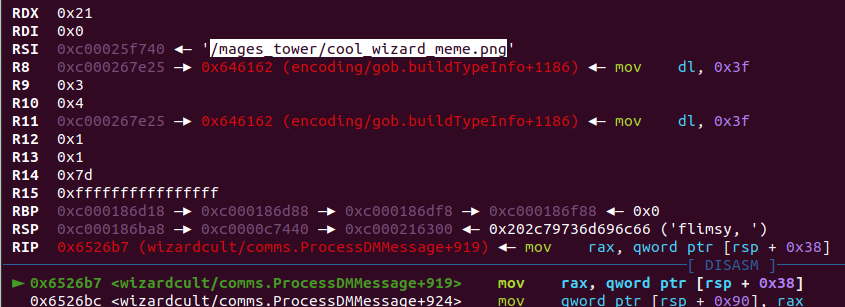 RDX 0x21
RDI 0x0
RSI 0xc00025f740 ◂— '/mages_tower/cool_wizard_meme.png'
R8 0xc000267e25 —▸ 0x646162 (encoding/gob.buildTypeInfo+1186) ◂— mov dl, 0x3f
R9 0x3
R10 0x4
R11 0xc000267e25 —▸ 0x646162 (encoding/gob.buildTypeInfo+1186) ◂— mov dl, 0x3f
R12 0x1
R13 0x1
R14 0x7d
R15 0xffffffffffffffff
RBP 0xc000186d18 —▸ 0xc000186d88 —▸ 0xc000186df8 —▸ 0xc000186f88 ◂— 0x0
RSP 0xc000186ba8 —▸ 0xc0000c7440 —▸ 0xc000216300 ◂— 0x202c79736d696c66 ('flimsy, ')
RIP 0x6526b7 (wizardcult/comms.ProcessDMMessage+919) ◂— mov rax, qword ptr [rsp + 0x38]
[ DISASM ]
► 0x6526b7 <wizardcult/comms.ProcessDMMessage+919> mov rax, qword ptr [rsp + 0x38]
0x6526bc <wizardcult/comms.ProcessDMMessage+924> mov qword ptr [rsp + 0x90], rax